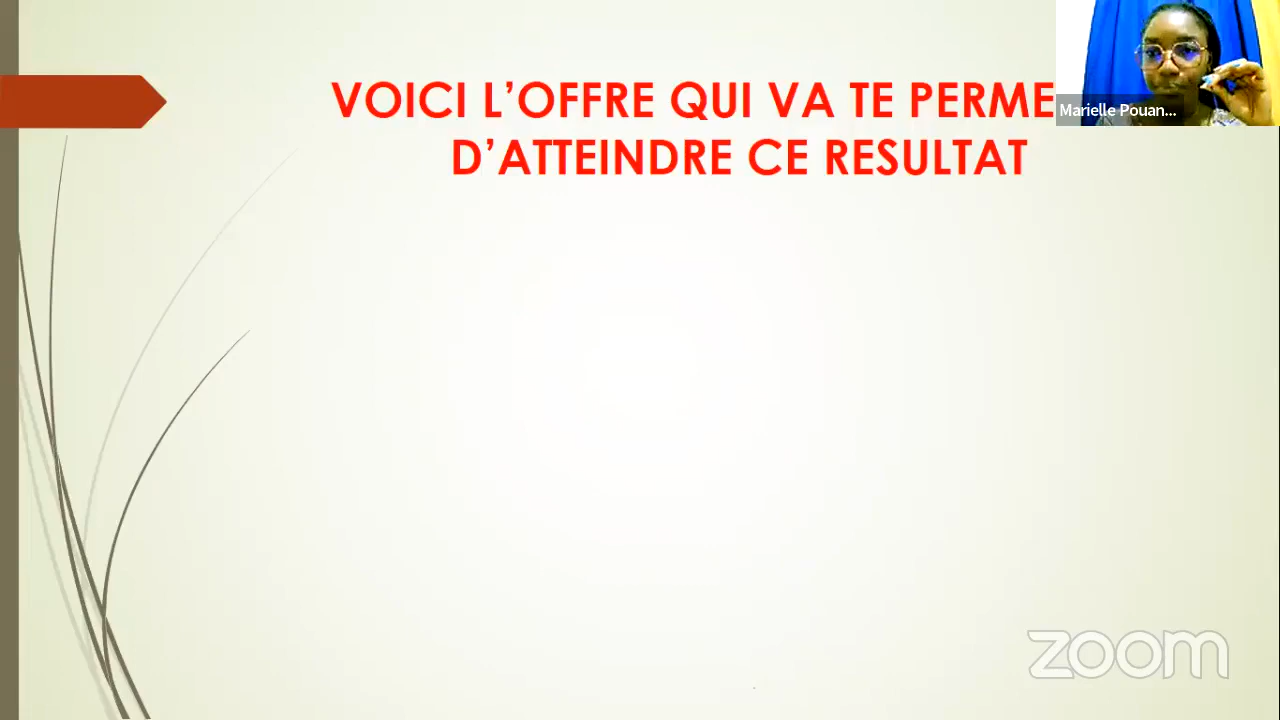 VOICI L'OFFRE QUI VA TE PERME
D'ATTEINDRE CE RESULTAT
Marielle Pouan...
zoom